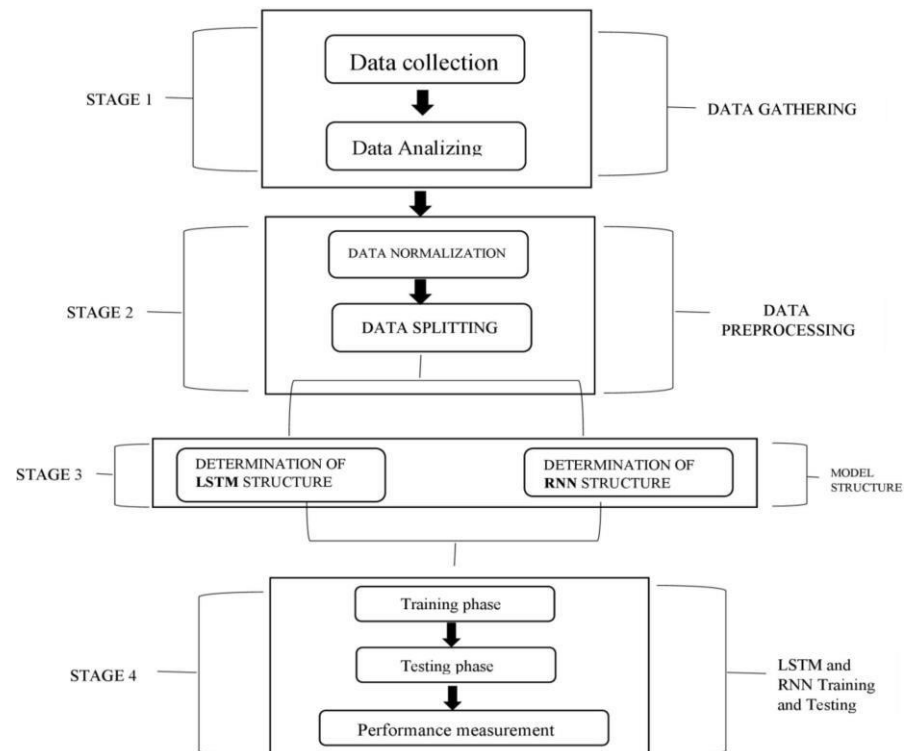 Data collection
STAGE 1
DATA GATHERING
Data Analizing
DATA NORMALIZATION
STAGE 2
DATA SPLITTING
DATA
PREPROCESSING
STAGE 3
DETERMINATION OF
LSTM STRUCTURE
DETERMINATION OF
RNN STRUCTURE
MODEL
STRUCTURE
Training phase
STAGE 4
Testing phase
LSTM and
RNN Training
and Testing
Performance measurement